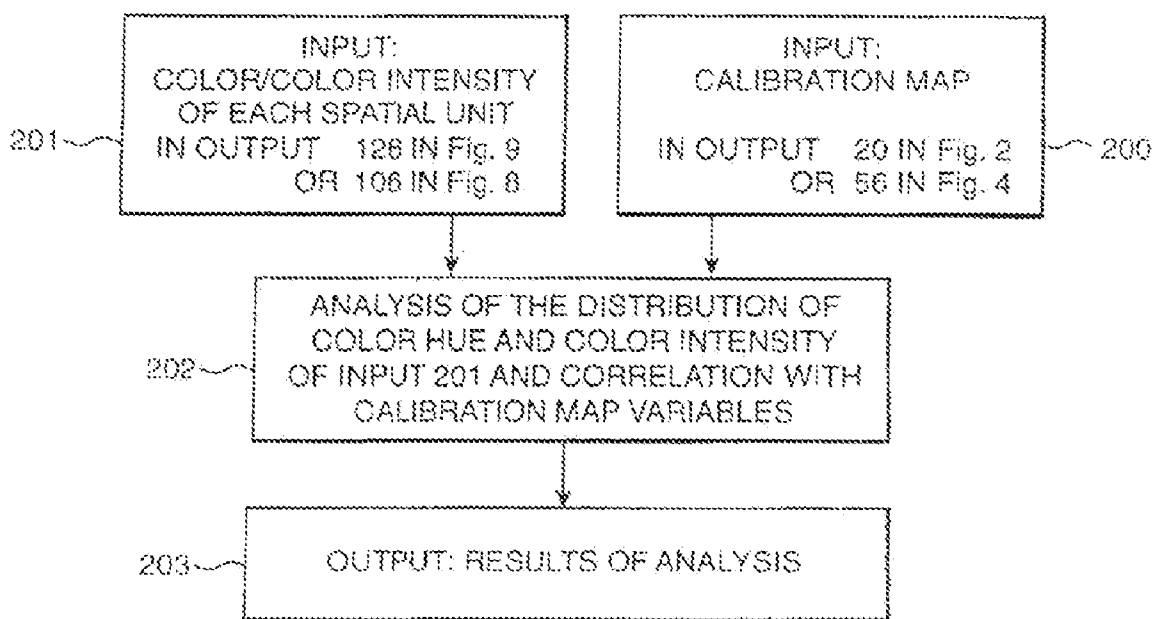 INPUT:
COLOR/COLOR INTENSITY
OF EACH SPATIAL UNIT
IN OUTPUT 128 IN Fig. 9
OR 106 IN Fig. 8
201
INPUT:
CALIBRATION MAP
IN OUTPUT 20 IN Fig. 2
OR 56 IN Fig. 4
200
ANALYSIS OF THE DISTRIBUTION OF
COLOR HUE AND COLOR INTENSITY
OF INPUT 201 AND CORRELATION WITH
CALIBRATION MAP VARIABLES
202
OUTPUT: RESULTS OF ANALYSIS
203